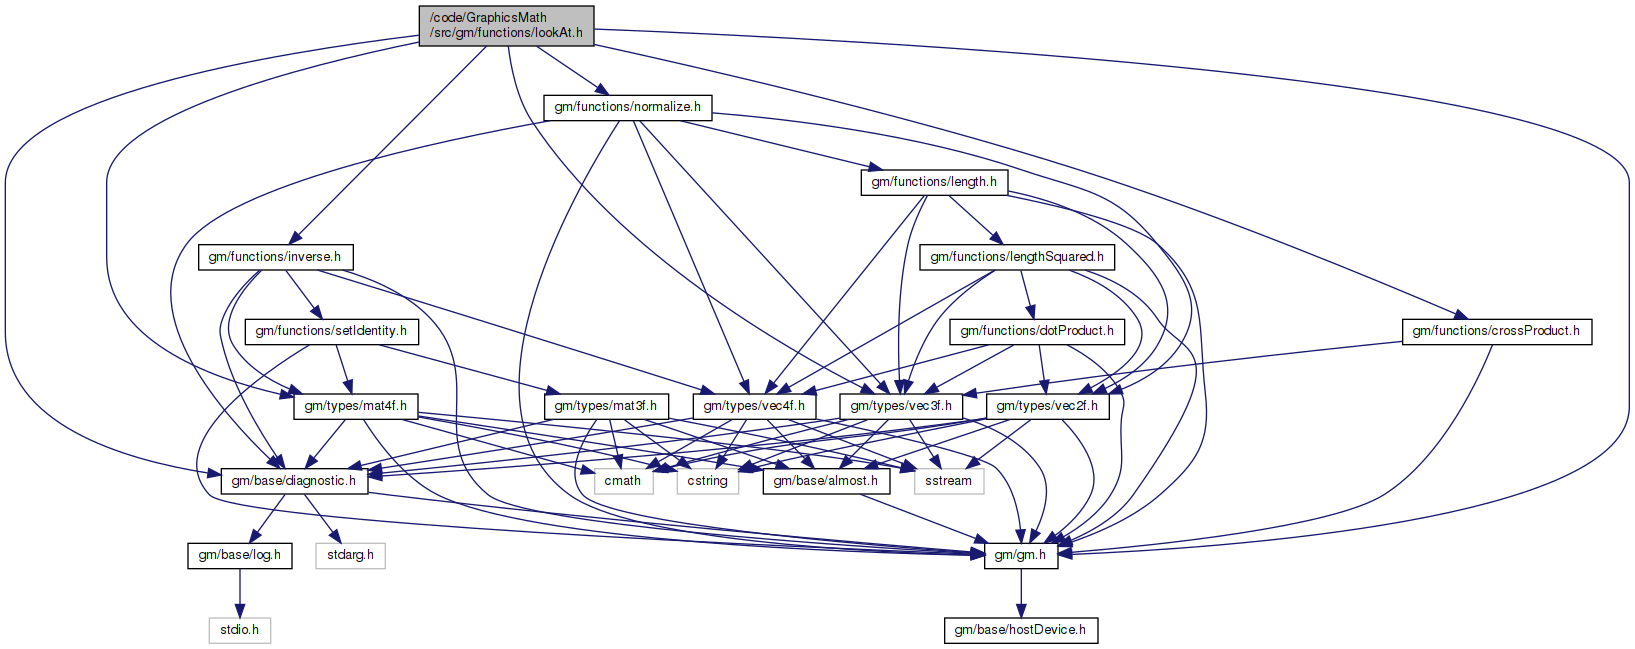 /code/GraphicsMath
/src/gm/functions/lookAt.h
gm/functions/normalize.h
gm/functions/length.h
gm/functions/inverse.h
gm/functions/lengthSquared.h
gm/functions/setIdentity.h
gm/functions/dotProduct.h
gm/functions/crossProduct.h
gm/types/mat4f.h
gm/types/mat3f.h
gm/types/vec4f.h
gm/types/vec3f.h
gm/types/vec2f.h
gm/base/diagnostic.h
cmath
cstring
gm/base/almost.h
sstream
gm/base/log.h
stdarg.h
gm/gm.h
stdio.h
gm/base/hostDevice.h